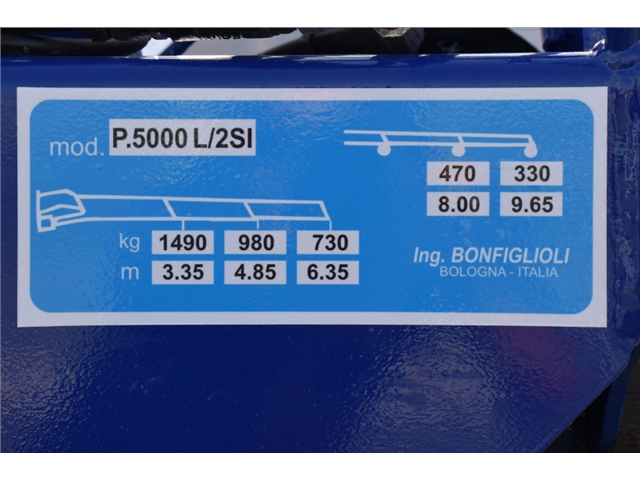 mod. P.5000 L/2SI
470 330
8.00 9.65
kg 1490 980 730
m 3.35 4.85 6.35
Ing. BONFIGLIOLI
BOLOGNA - ITALIA